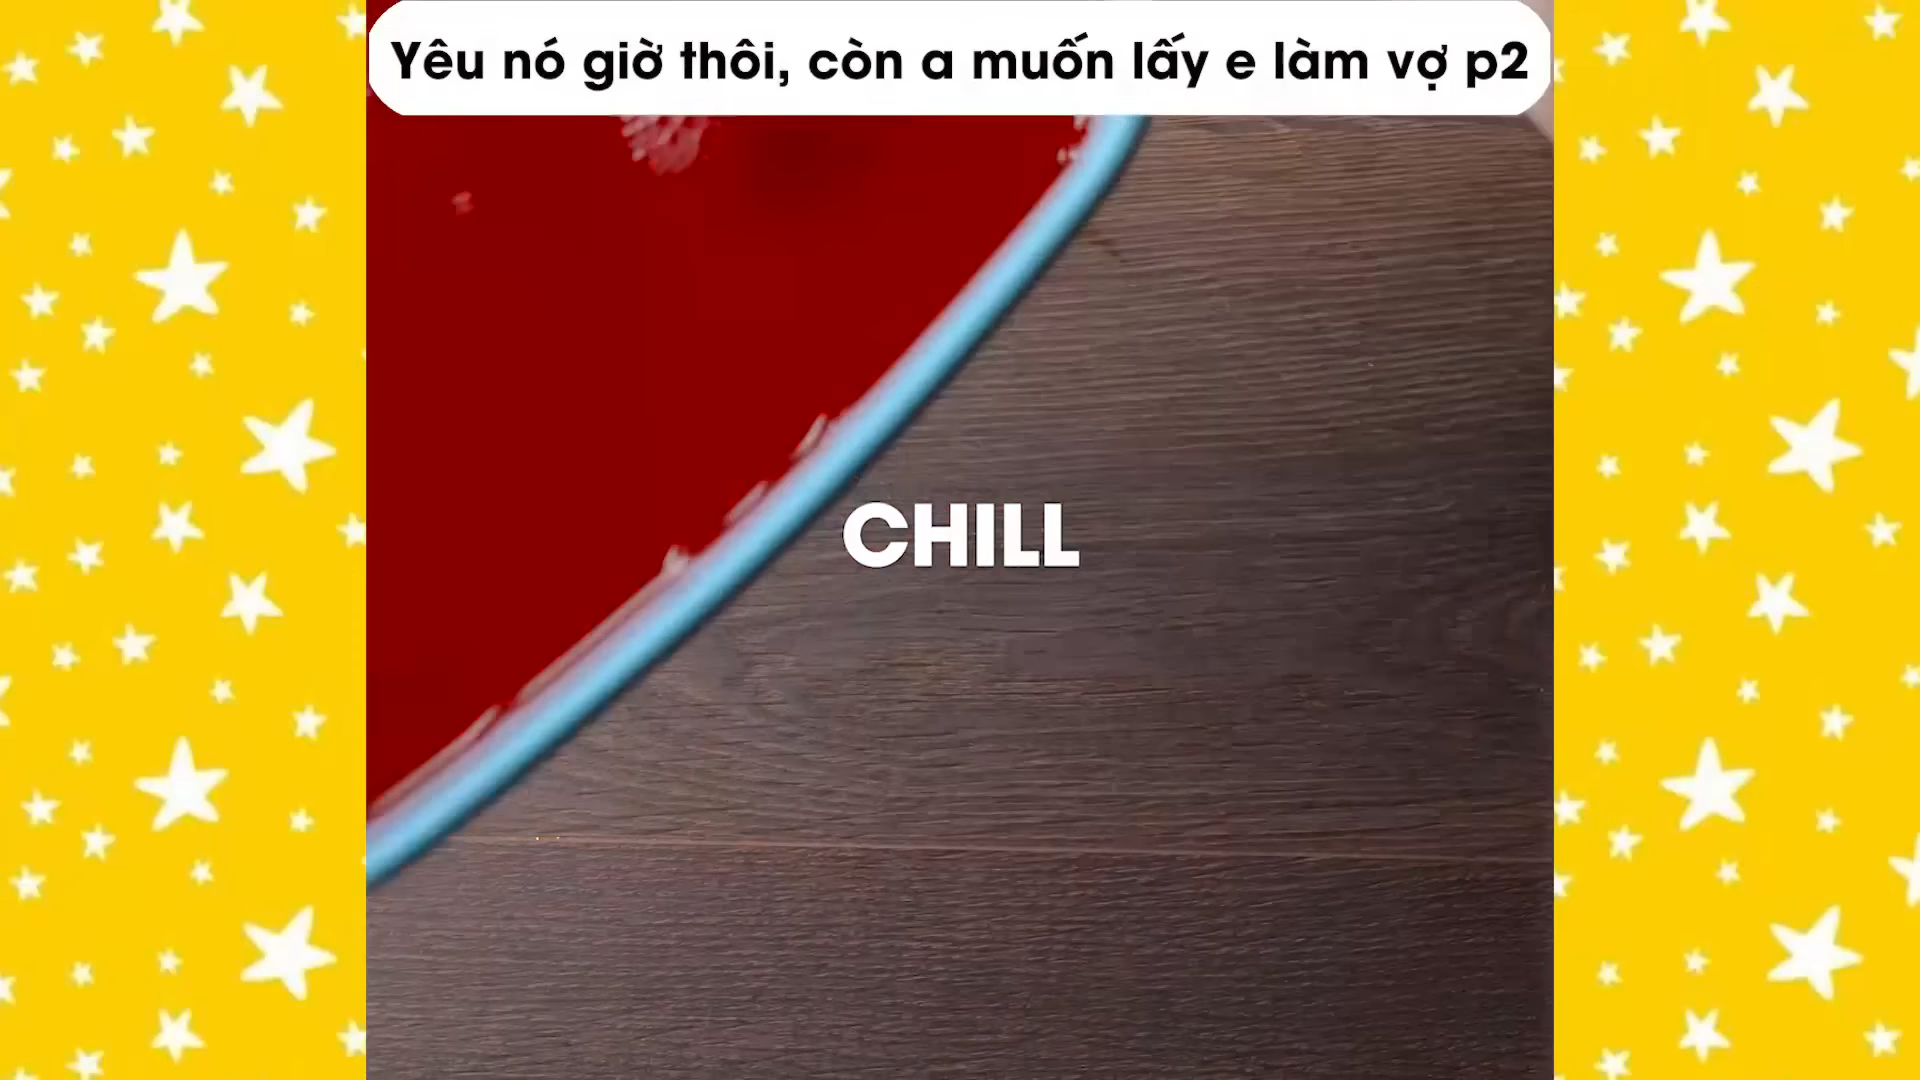 Yêu nó giờ thôi, còn a muốn lấy e làm vợ p2
CHILL